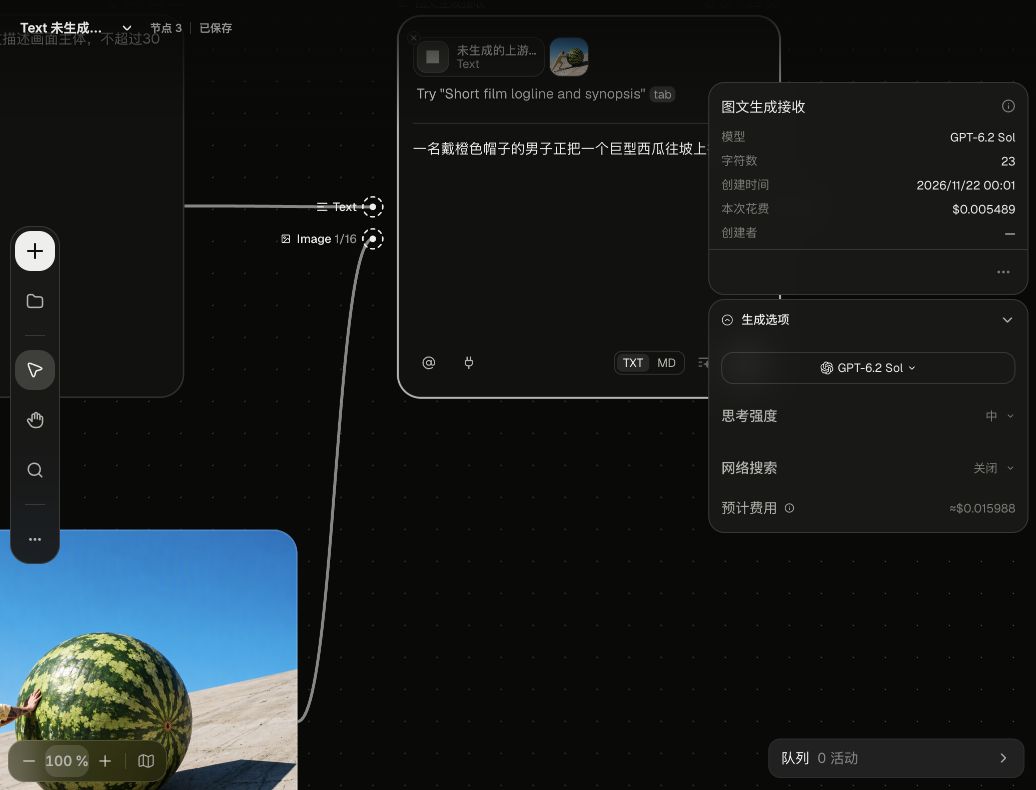 Text 未生成...
节点 3
已保存
描述画面主体，不超过30
未生成的上游...
Text
Try "Short film logline and synopsis" tab
一名戴橙色帽子的男子正把一个巨型西瓜往坡上
Text
Image 1/16
TXT
MD
图文生成接收
模型 GPT-6.2 Sol
字符数 23
创建时间 2026/11/22 00:01
本次花费 $0.005489
创建者 —
生成选项
GPT-6.2 Sol
思考强度 中
网络搜索 关闭
预计费用 ≈$0.015988
100 %
队列 0 活动